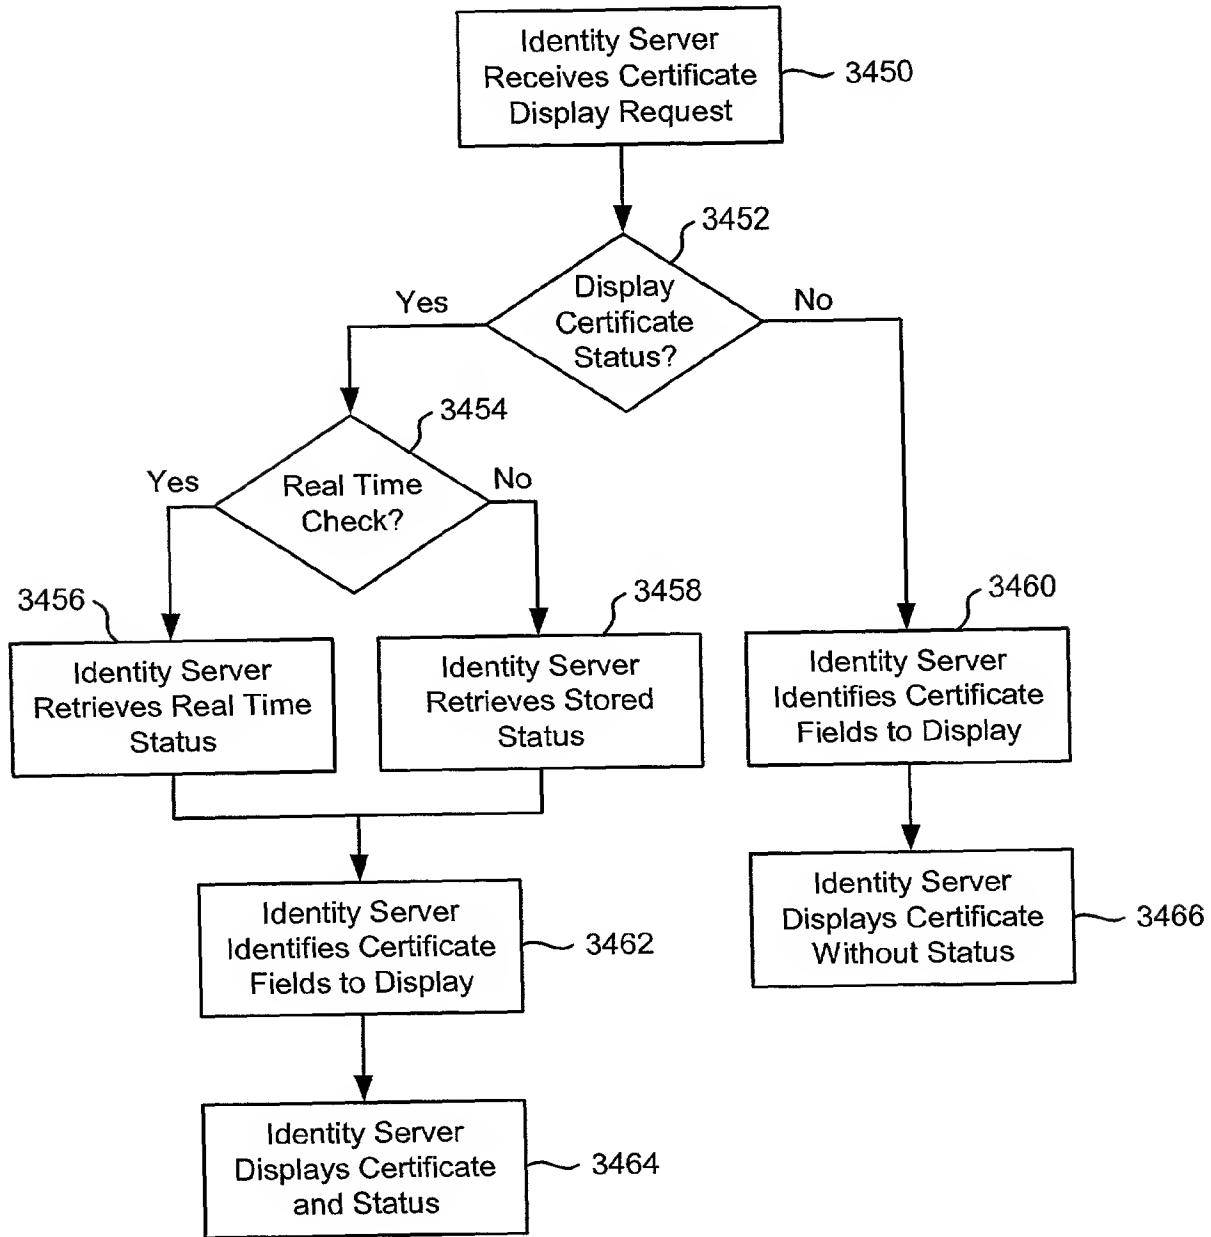 Identity Server
Receives Certificate
Display Request
3450
3452
Display
Certificate
Status?
Yes
No
3454
Real Time
Check?
Yes
No
3456
Identity Server
Retrieves Real Time
Status
3458
Identity Server
Retrieves Stored
Status
3460
Identity Server
Identifies Certificate
Fields to Display
Identity Server
Identifies Certificate
Fields to Display
3462
Identity Server
Displays Certificate
Without Status
3466
Identity Server
Displays Certificate
and Status
3464